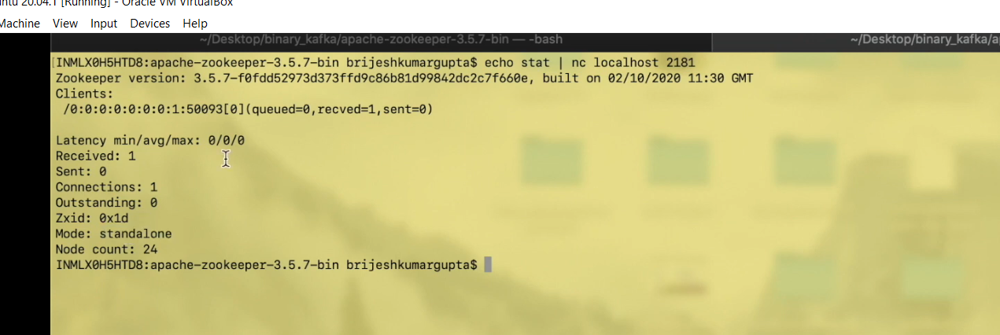 ntu 20.04.1 [Running] - Oracle VM VirtualBox
Machine View Input Devices Help
~/Desktop/binary_kafka/apache-zookeeper-3.5.7-bin — -bash
~/Desktop/binary_kafka/ap
INMLX0H5HTD8:apache-zookeeper-3.5.7-bin brijeshkumargupta$ echo stat | nc localhost 2181
Zookeeper version: 3.5.7-f0fdd52973d373ffd9c86b81d99842dc2c7f660e, built on 02/10/2020 11:30 GMT
Clients:
/0:0:0:0:0:0:0:1:50093[0](queued=0,recved=1,sent=0)
Latency min/avg/max: 0/0/0
Received: 1
Sent: 0
Connections: 1
Outstanding: 0
Zxid: 0x1d
Mode: standalone
Node count: 24
INMLX0H5HTD8:apache-zookeeper-3.5.7-bin brijeshkumargupta$